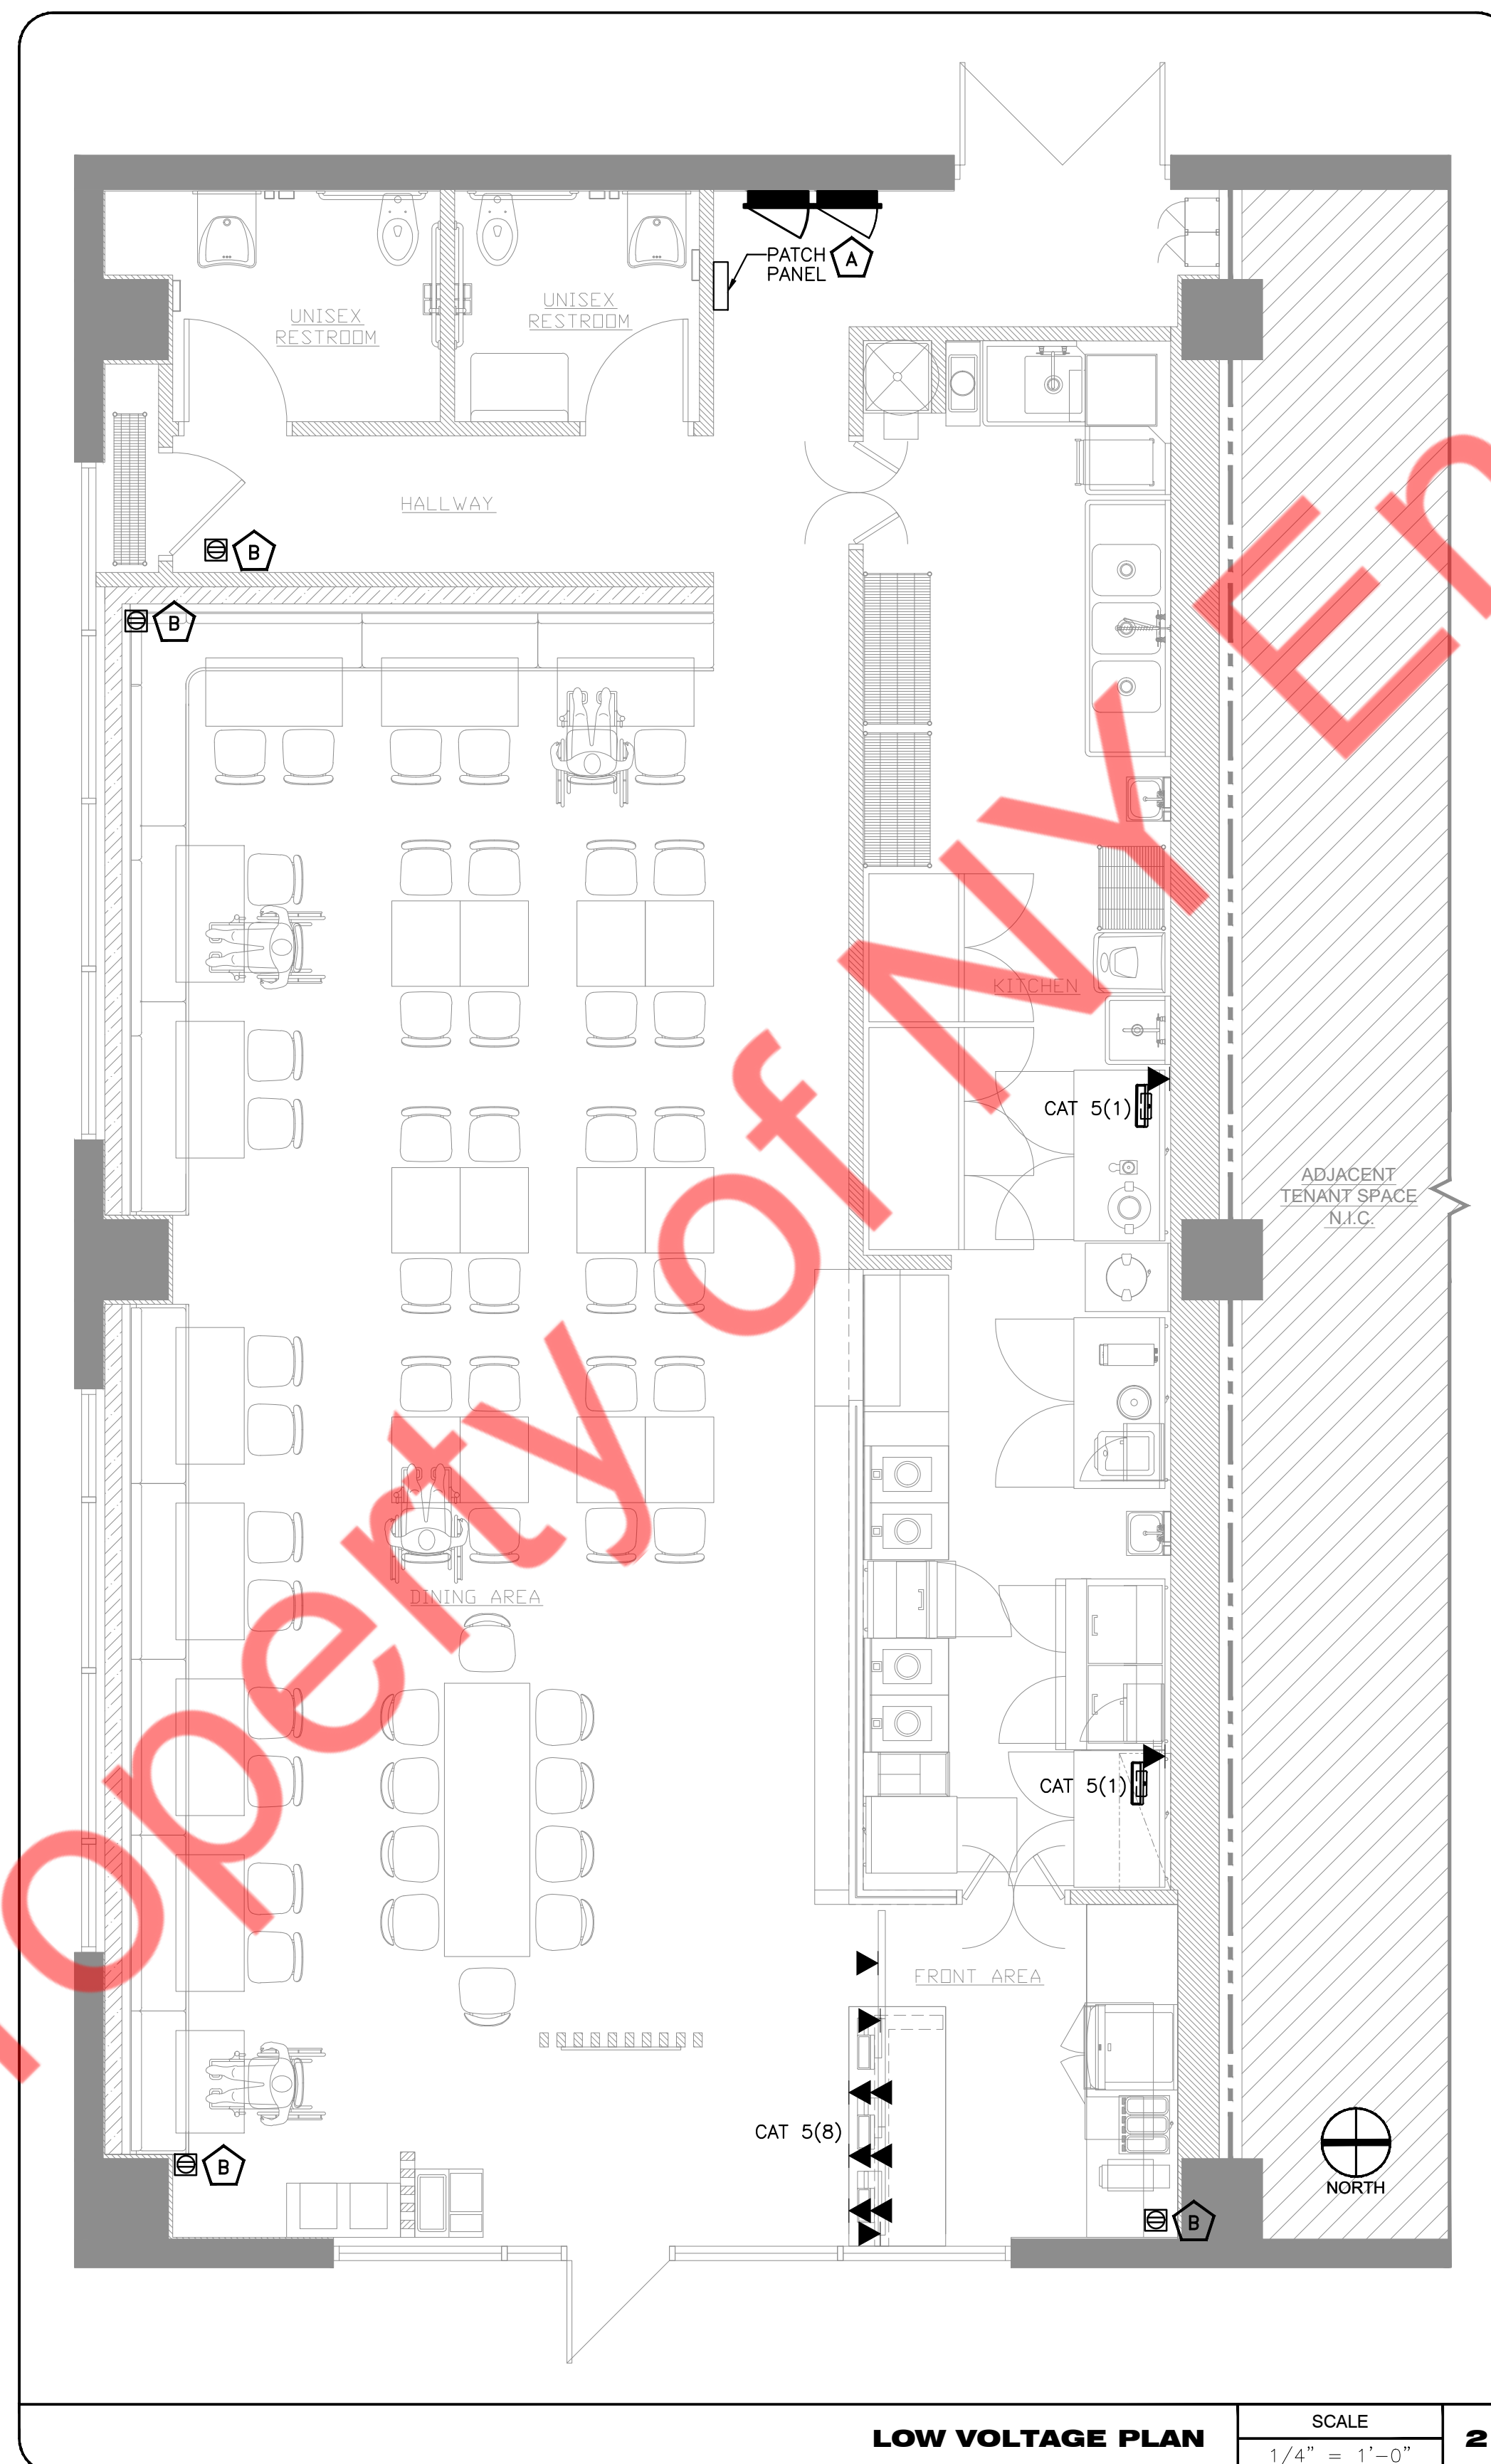 PATCH
PANEL
A
UNISEX
RESTROOM
UNISEX
RESTROOM
HALLWAY
B
B
KITCHEN
CAT 5(1)
ADJACENT
TENANT SPACE
N.I.C.
DINING AREA
CAT 5(1)
FRONT AREA
CAT 5(8)
NORTH
B
B
operty of NY En
LOW VOLTAGE PLAN
SCALE
1/4" = 1'-0"
2